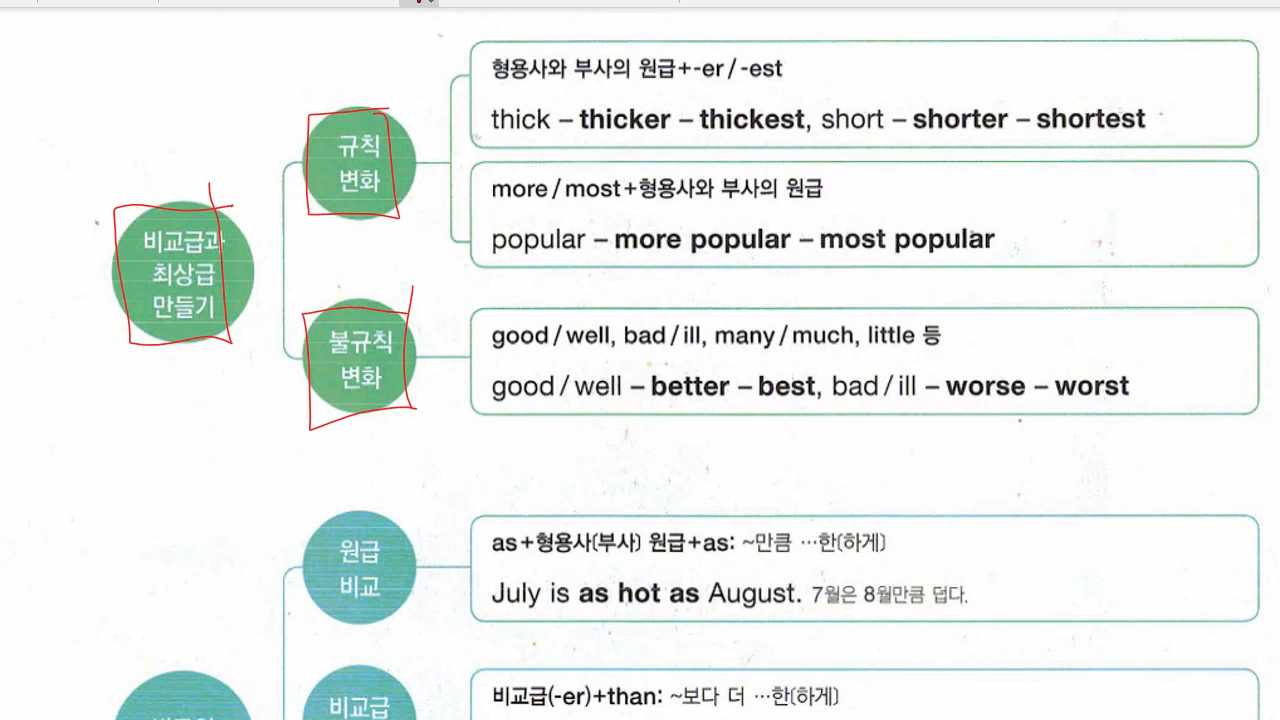 비교급과
최상급
만들기
규칙
변화
형용사와 부사의 원급+-er/-est
thick – thicker – thickest, short – shorter – shortest
more/most+형용사와 부사의 원급
popular – more popular – most popular
불규칙
변화
good/well, bad/ill, many/much, little 등
good/well – better – best, bad/ill – worse – worst
원급
비교
as+형용사(부사) 원급+as: ~만큼 …한(하게)
July is as hot as August. 7월은 8월만큼 덥다.
비교급
비교급(-er)+than: ~보다 더 …한(하게)